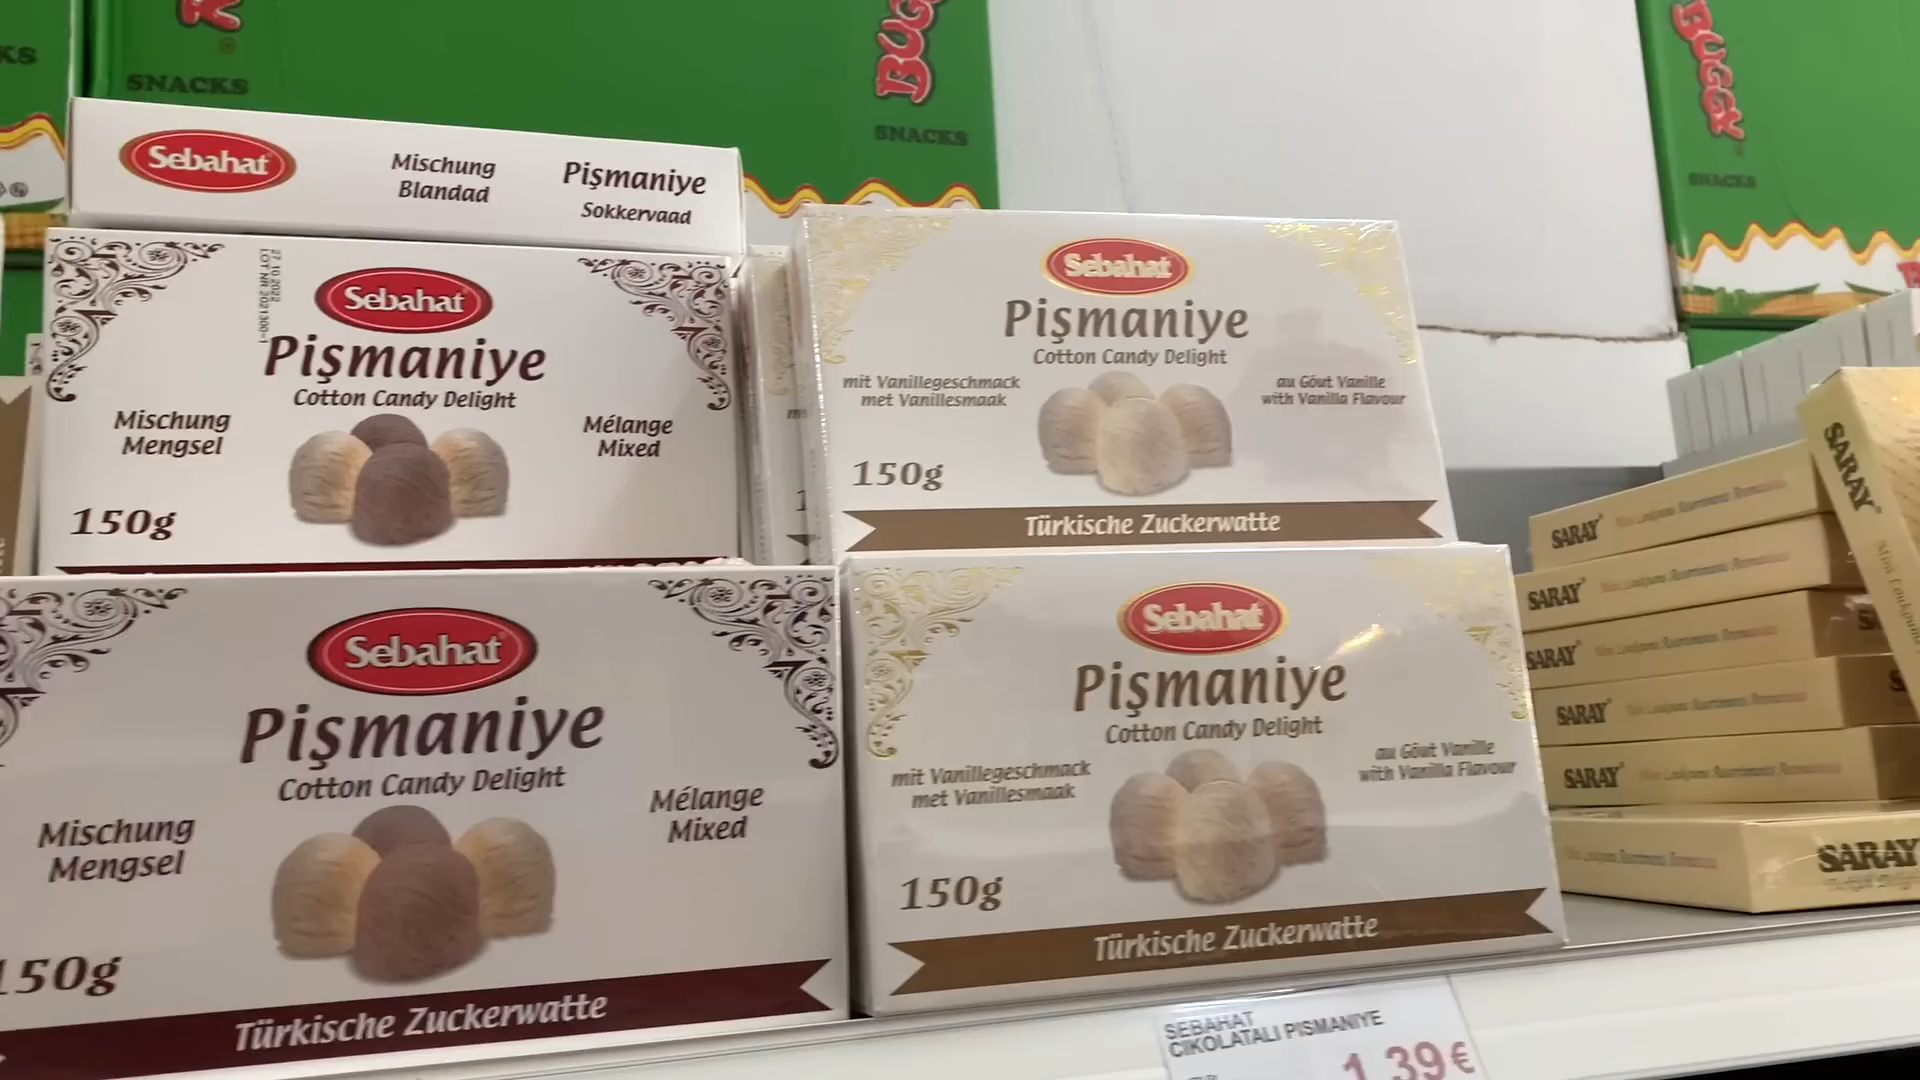 SNACKS
BUGGY
SNACKS
BUGGY
SNACKS
Sebahat
Mischung
Blandad
Pişmaniye
Sokkervaad
27.10.2022
Sebahat
Pişmaniye
Cotton Candy Delight
Mischung
Mengsel
Mélange
Mixed
150g
Sebahat
Pişmaniye
Cotton Candy Delight
mit Vanillegeschmack
met Vanillesmaak
au Goût Vanille
with Vanilla Flavour
150g
Türkische Zuckerwatte
Sebahat
Pişmaniye
Cotton Candy Delight
Mischung
Mengsel
Mélange
Mixed
150g
Türkische Zuckerwatte
Sebahat
Pişmaniye
Cotton Candy Delight
mit Vanillegeschmack
met Vanillesmaak
au Goût Vanille
with Vanilla Flavour
150g
Türkische Zuckerwatte
SARAY
SARAY
SARAY
SARAY
SARAY
SARAY
SARAY
SEBAHAT
CIKOLATALI PISMANIYE
1,39€